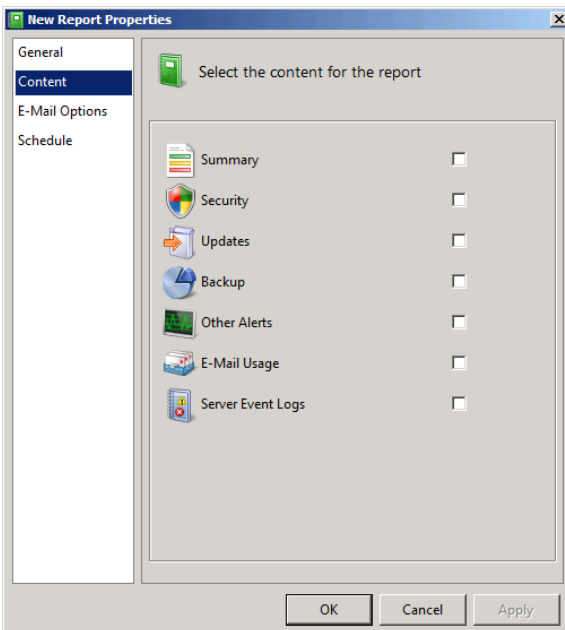 New Report Properties
General
Content
E-Mail Options
Schedule
Select the content for the report
Summary
Security
Updates
Backup
Other Alerts
E-Mail Usage
Server Event Logs
OK
Cancel
Apply